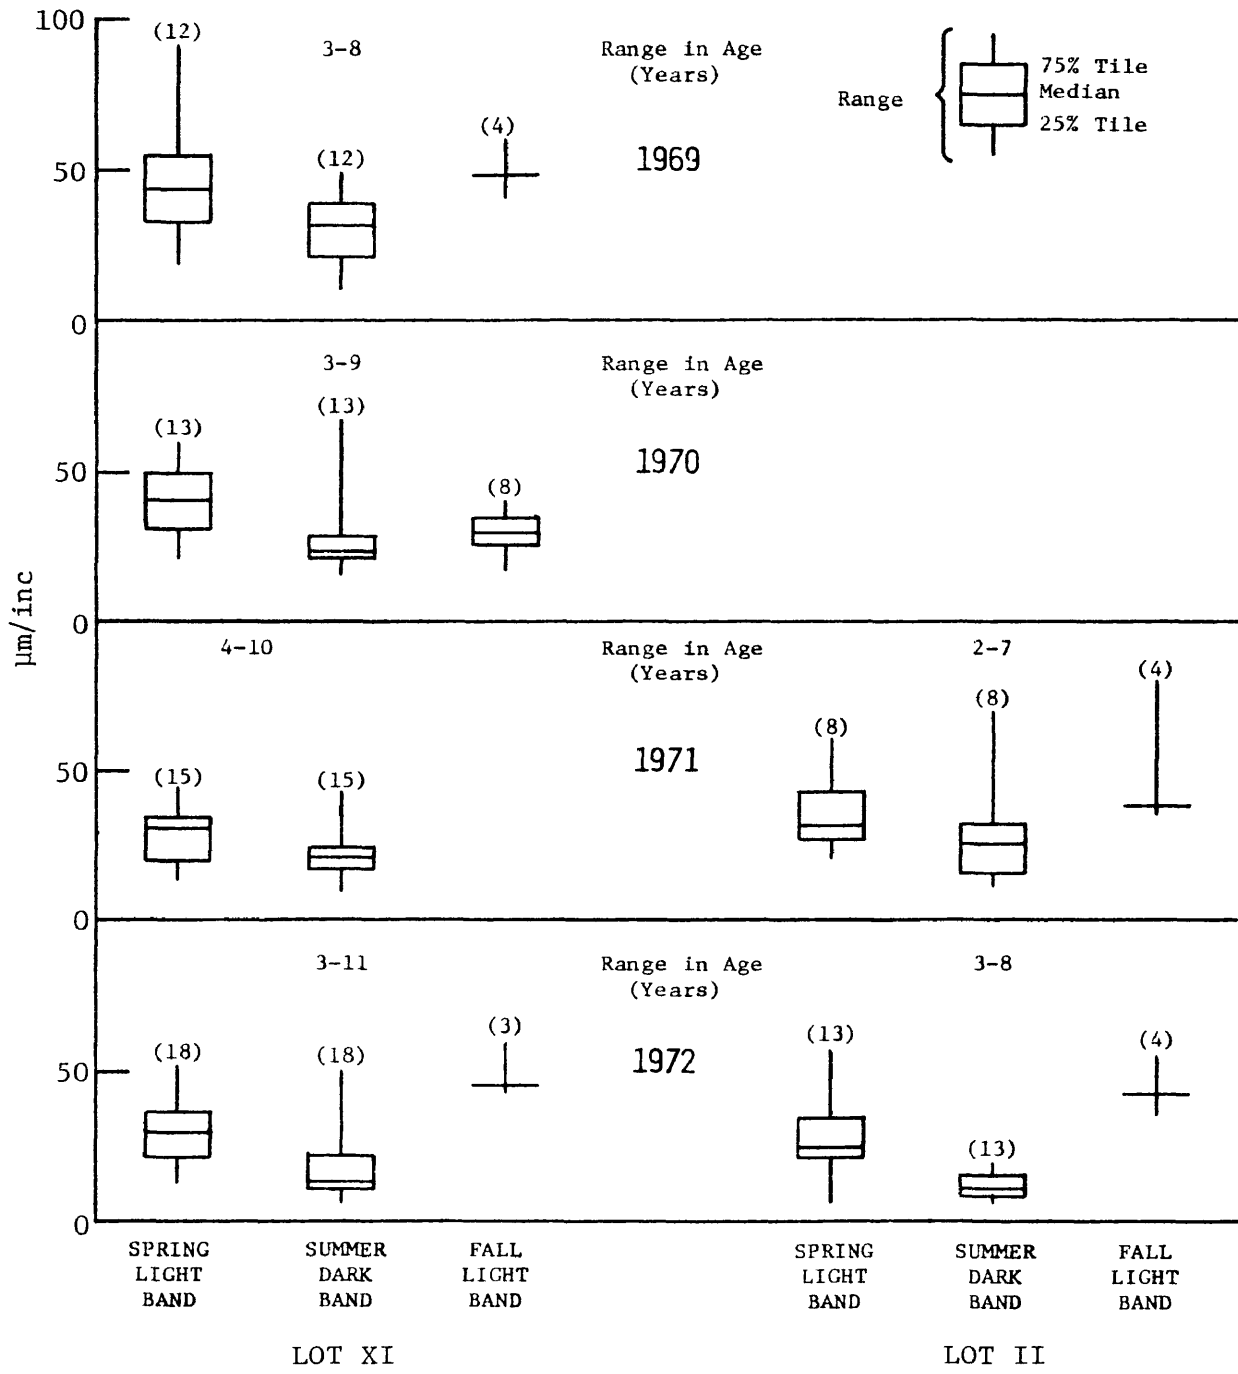 100
(12)
3-8
Range in Age
(Years)
Range
75% Tile
Median
25% Tile
(4)
(12)
1969
50
0
3-9
Range in Age
(Years)
(13)
(13)
50
1970
(8)
0
µm/inc
4-10
Range in Age
(Years)
2-7
(4)
(8)
(8)
1971
50
(15)
(15)
0
3-11
Range in Age
(Years)
3-8
(3)
(13)
(4)
(18)
(18)
1972
50
(13)
0
SPRING
LIGHT
BAND
SUMMER
DARK
BAND
FALL
LIGHT
BAND
SPRING
LIGHT
BAND
SUMMER
DARK
BAND
FALL
LIGHT
BAND
LOT XI
LOT II